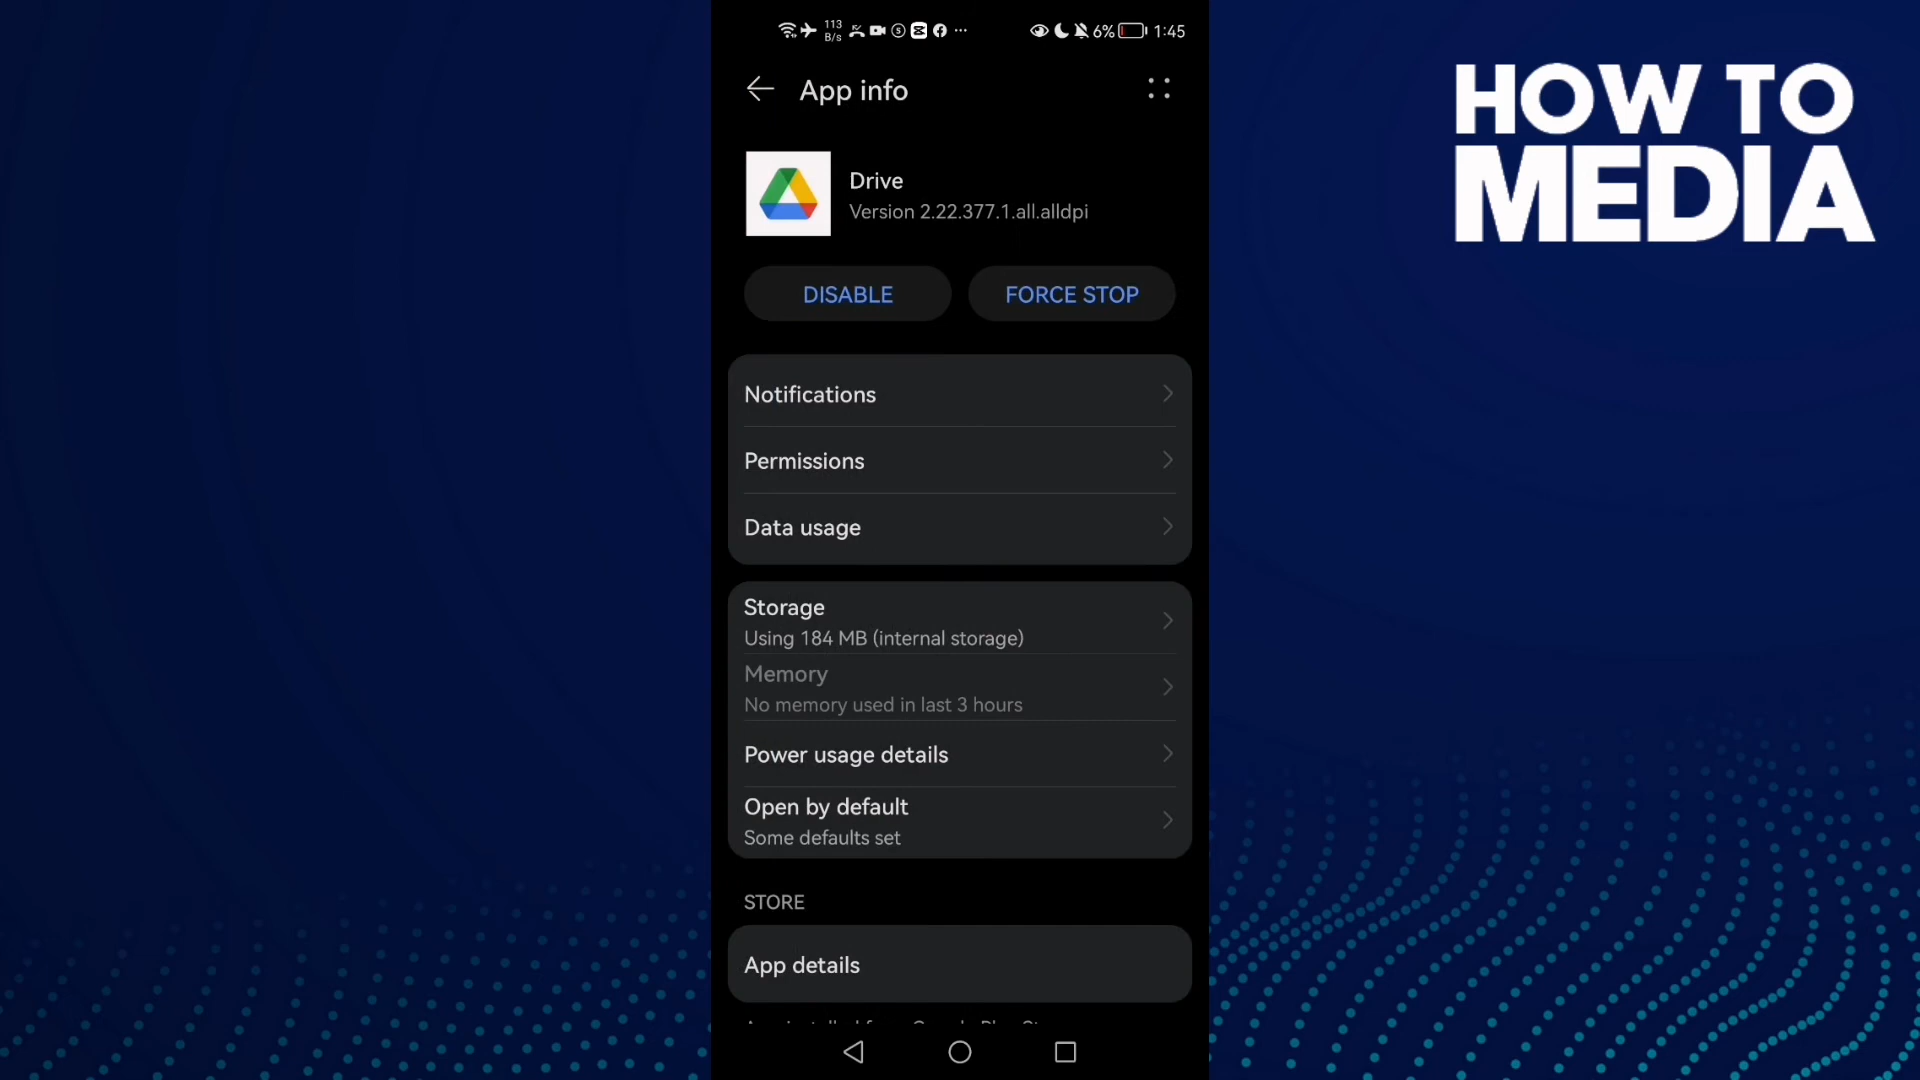 113
B/s
6%
1:45
App info
HOW TO
MEDIA
Drive
Version 2.22.377.1.all.alldpi
DISABLE
FORCE STOP
Notifications
Permissions
Data usage
Storage
Using 184 MB (internal storage)
Memory
No memory used in last 3 hours
Power usage details
Open by default
Some defaults set
STORE
App details